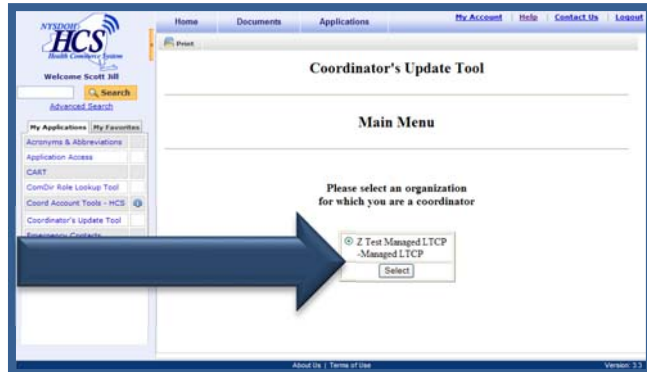 NYSDOH
HCS
Health Commerce System
Welcome Scott Jill
Search
Advanced Search
My Applications My Favorites
Acronyms & Abbreviations
Application Access
CART
ComDir Role Lookup Tool
Coord Account Tools - HCS
Coordinator's Update Tool
Emergency Contacts
Home Documents Applications My Account Help Contact Us Logout
Print
Coordinator's Update Tool
Main Menu
Please select an organization
for which you are a coordinator
Z Test Managed LTCP
-Managed LTCP
Select
About Us | Terms of Use Version: 3.3